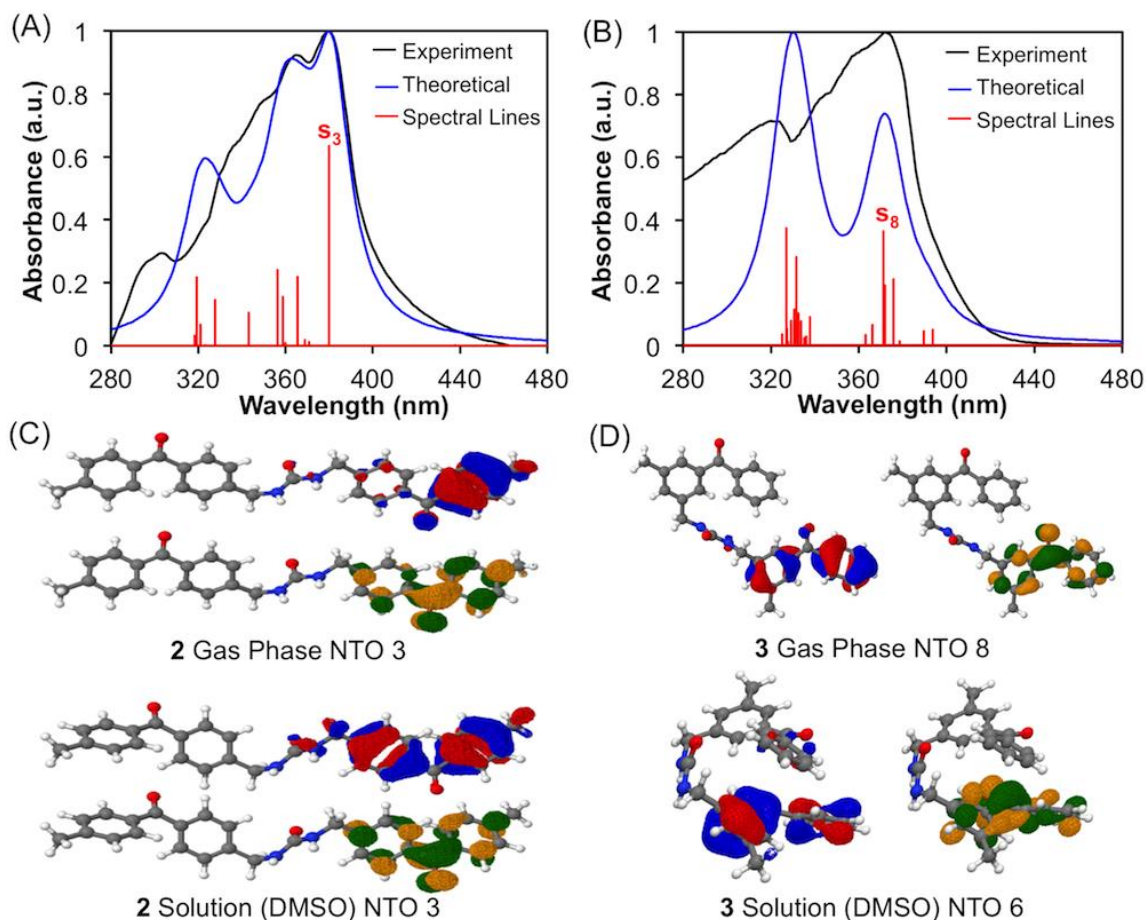 (A)
Absorbance (a.u.)
1
0.8
0.6
0.4
0.2
0
280 320 360 400 440 480
Wavelength (nm)
Experiment
Theoretical
Spectral Lines
s3
(B)
Absorbance (a.u.)
1
0.8
0.6
0.4
0.2
0
280 320 360 400 440 480
Wavelength (nm)
Experiment
Theoretical
Spectral Lines
s8
(C)
2 Gas Phase NTO 3
2 Solution (DMSO) NTO 3
(D)
3 Gas Phase NTO 8
3 Solution (DMSO) NTO 6